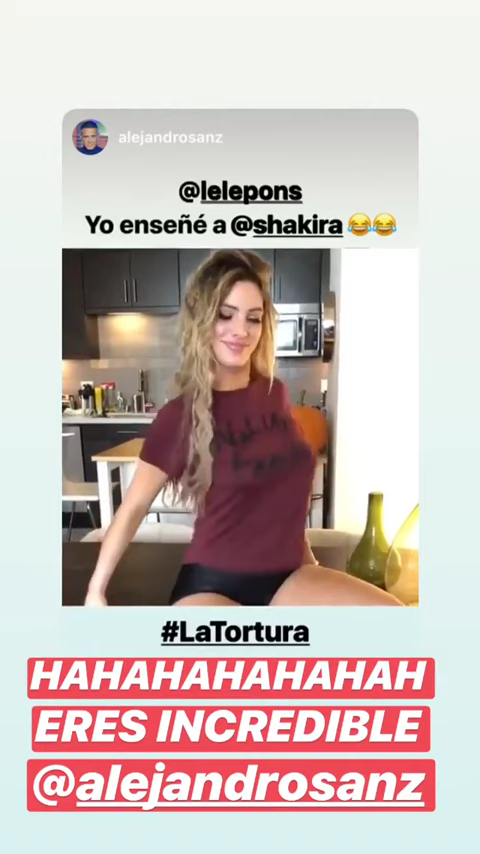 alejandrosanz
@lelepons
Yo enseñé a @shakira 😂😂
#LaTortura
HAHAHAHAHAHAH
ERES INCREDIBLE
@alejandrosanz